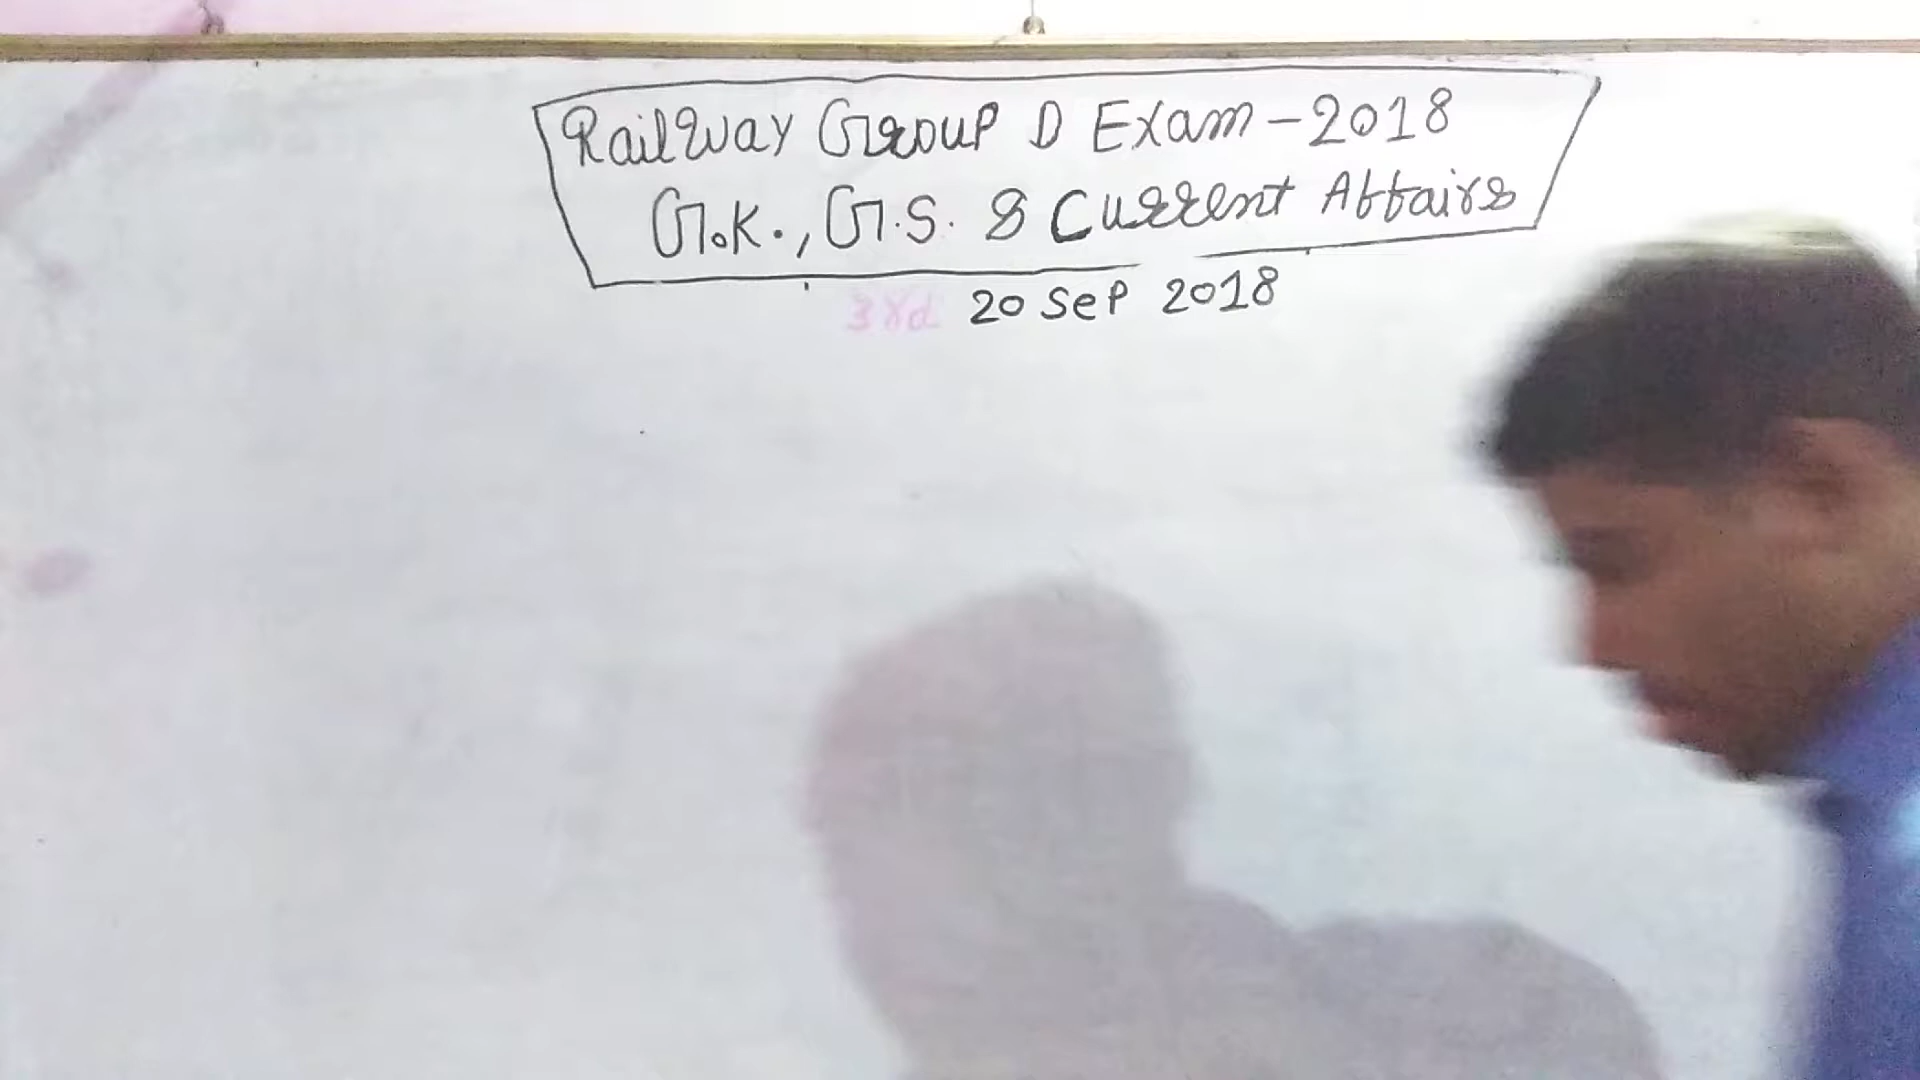 Railway Group D Exam - 2018
G.K., G.S. & Current Affairs
3rd 20 Sep 2018